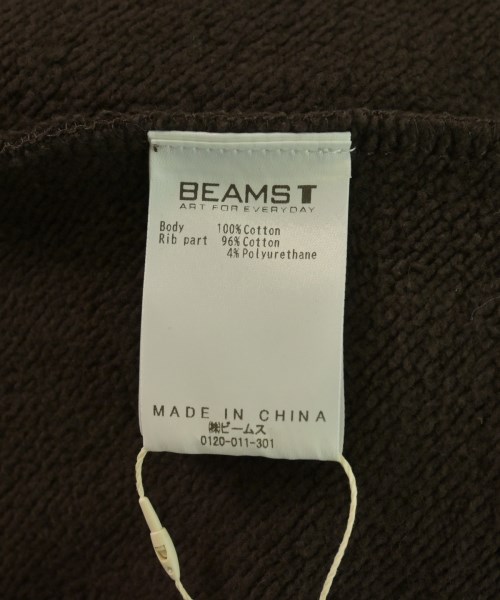 BEAMS T
ART FOR EVERYDAY
Body 100% Cotton
Rib part 96% Cotton
4% Polyurethane
MADE IN CHINA
㈱ビームス
0120-011-301